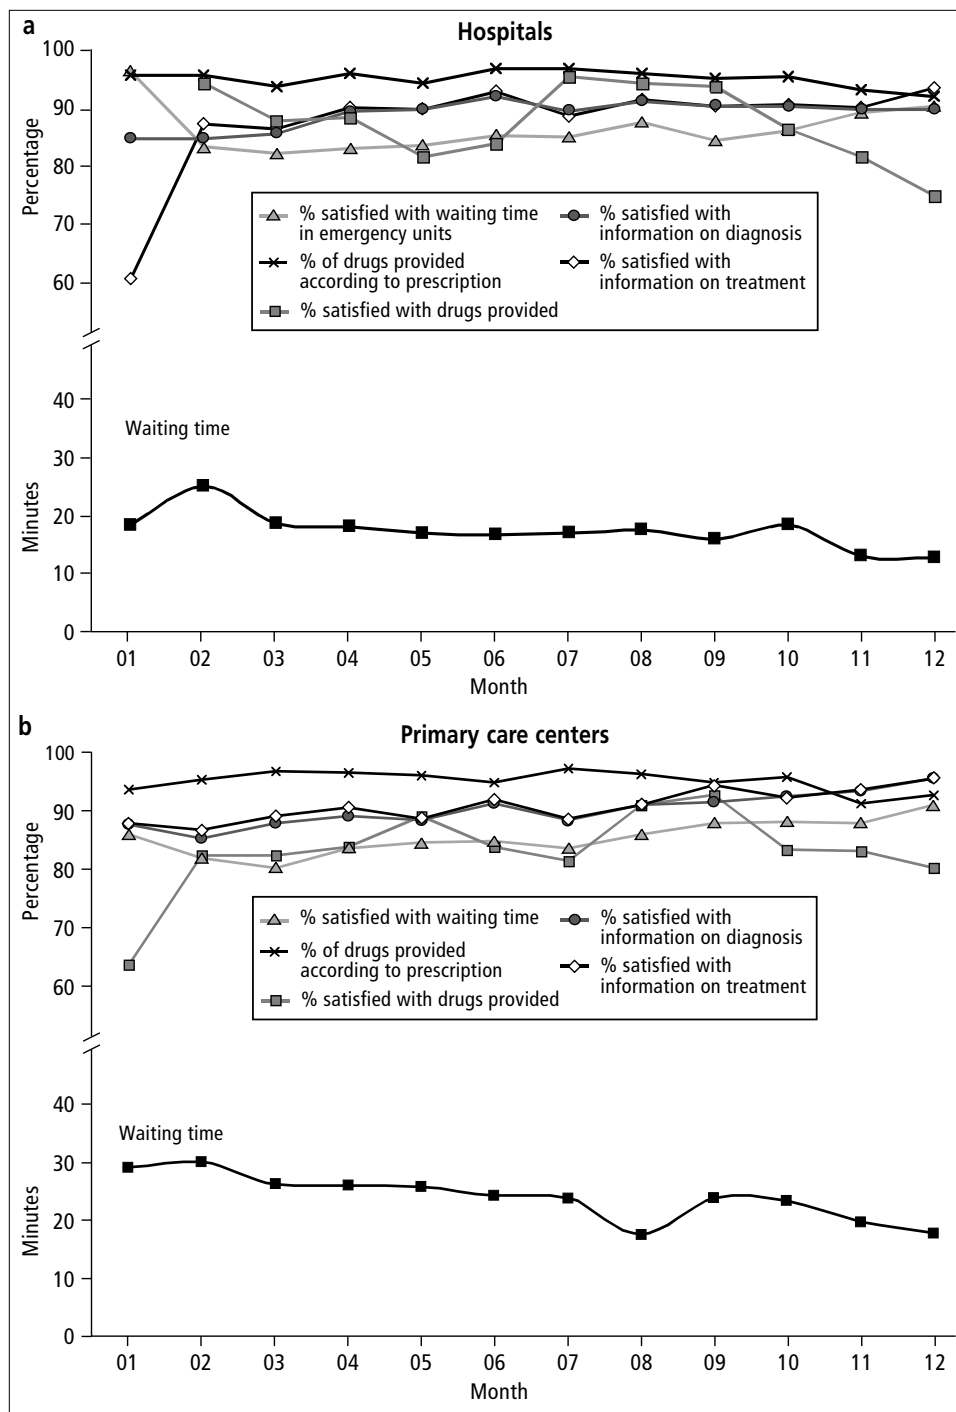 a
Hospitals
100
90
80
70
60
Percentage
% satisfied with waiting time
in emergency units
% of drugs provided
according to prescription
% satisfied with drugs provided
% satisfied with
information on diagnosis
% satisfied with
information on treatment
40
30
20
10
0
Minutes
Waiting time
01 02 03 04 05 06 07 08 09 10 11 12
Month
b
Primary care centers
100
90
80
70
60
Percentage
% satisfied with waiting time
% of drugs provided
according to prescription
% satisfied with drugs provided
% satisfied with
information on diagnosis
% satisfied with
information on treatment
40
30
20
10
0
Minutes
Waiting time
01 02 03 04 05 06 07 08 09 10 11 12
Month